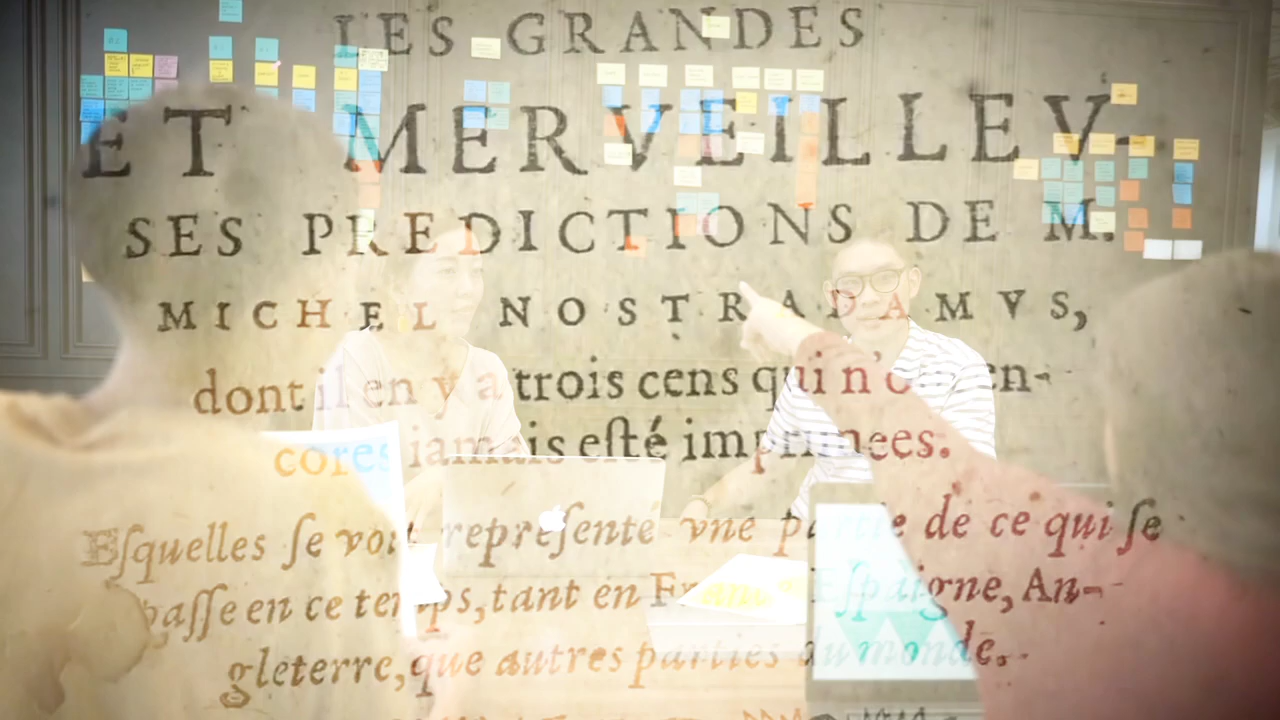 LES GRANDES
ET MERVEILLEV-
SES PREDICTIONS DE M.
MICHEL NOSTRADAMVS,
dont il en y a trois cens qui n'o en-
cores iamais eſté imprimees.
Eſquelles ſe voit repreſente vne partie de ce qui ſe
paſſe en ce temps, tant en France, Eſpaigne, An-
gleterre, que autres parties du monde.